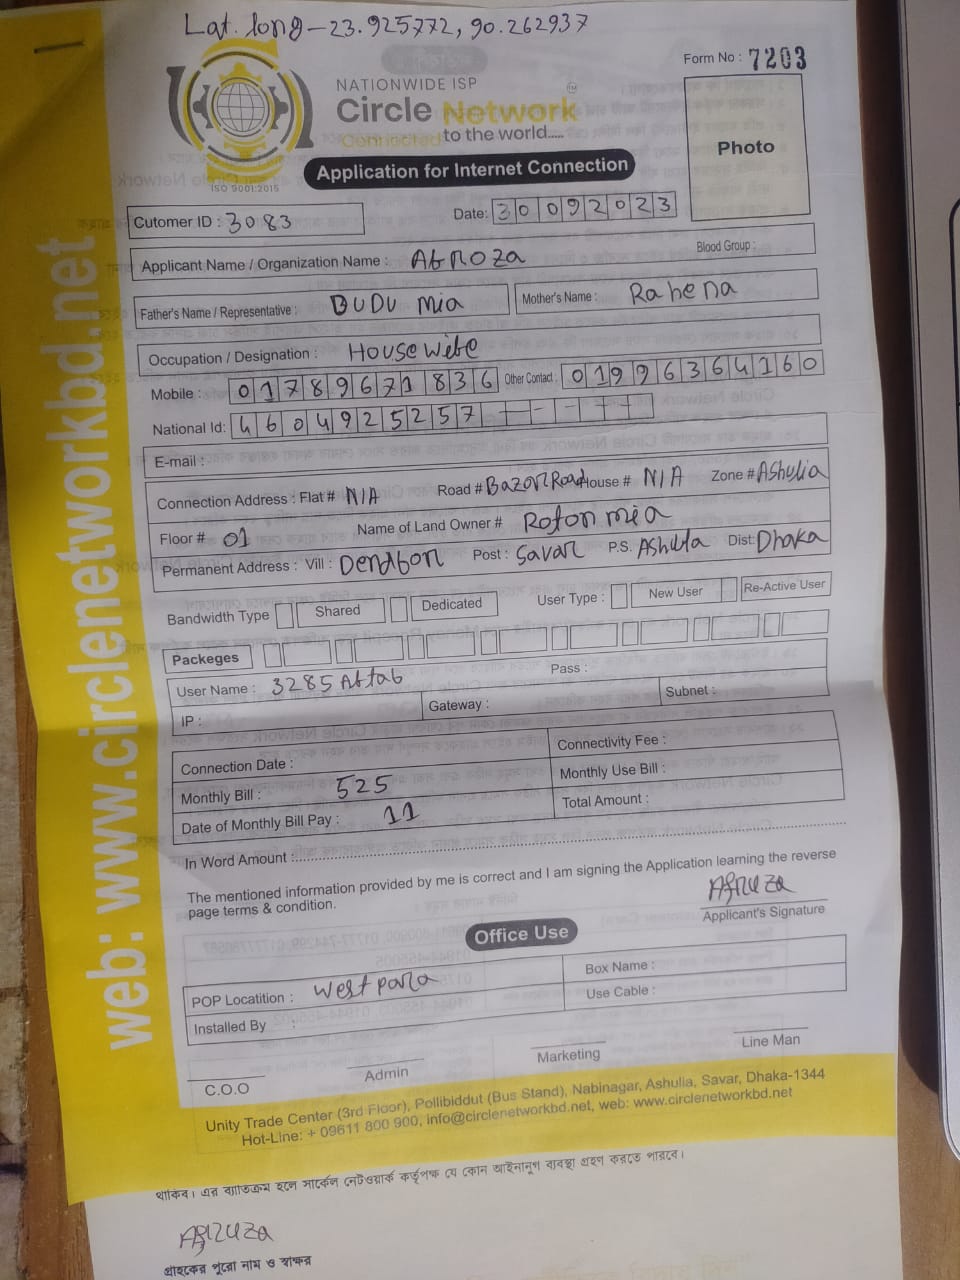 Lat. long - 23.925772, 90.262937
Form No : 7203
NATIONWIDE ISP
Circle Network
Connected to the world.....
ISO 9001:2015
Photo
Application for Internet Connection
Cutomer ID : 3083
Date: 30 09 2023
Applicant Name / Organization Name : Afroza
Blood Group :
Father's Name / Representative : DUDU mia
Mother's Name : Rahena
Occupation / Designation : House wife
Mobile : 01789671836 Other Contact : 01996364160
National Id: 4604925257
E-mail :
Connection Address : Flat # N/A Road # Bazar Road House # N/A Zone # Ashulia
Floor # 01 Name of Land Owner # Roton mia
Permanent Address : Vill : Dendbor Post : Savar P.S. Ashulia Dist: Dhaka
Bandwidth Type Shared Dedicated User Type : New User Re-Active User
Packeges
User Name : 3285Aftab Pass :
IP : Gateway : Subnet :
Connection Date : Connectivity Fee :
Monthly Bill : 525 Monthly Use Bill :
Date of Monthly Bill Pay : 11 Total Amount :
In Word Amount :
The mentioned information provided by me is correct and I am signing the Application learning the reverse
page terms & condition.
Afroza
Applicant's Signature
Office Use
POP Locatition : West para Box Name :
Installed By : Use Cable :
C.O.O Admin Marketing Line Man
Unity Trade Center (3rd Floor), Pollibiddut (Bus Stand), Nabinagar, Ashulia, Savar, Dhaka-1344
Hot-Line: + 09611 800 900, info@circlenetworkbd.net, web: www.circlenetworkbd.net
web: www.circlenetworkbd.net
থাকিব। এর ব্যতিক্রম হলে সার্কেল নেটওয়ার্ক কর্তৃপক্ষ যে কোন আইনানুগ ব্যবস্থা গ্রহণ করতে পারবে।
Afroza
গ্রাহকের পুরো নাম ও স্বাক্ষর